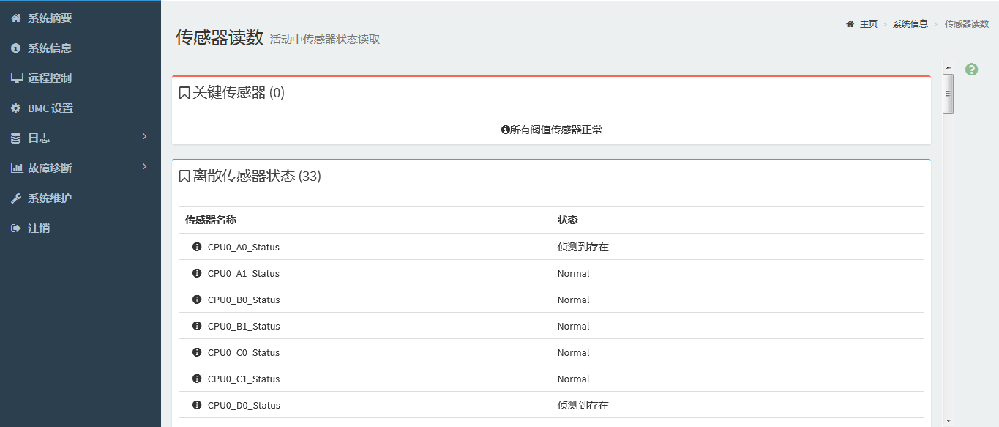 系统摘要
系统信息
远程控制
BMC 设置
日志
故障诊断
系统维护
注销
传感器读数 活动中传感器状态读取
主页 > 系统信息 > 传感器读数
关键传感器 (0)
所有阀值传感器正常
离散传感器状态 (33)
传感器名称 状态
CPU0_A0_Status 侦测到存在
CPU0_A1_Status Normal
CPU0_B0_Status Normal
CPU0_B1_Status Normal
CPU0_C0_Status Normal
CPU0_C1_Status Normal
CPU0_D0_Status 侦测到存在